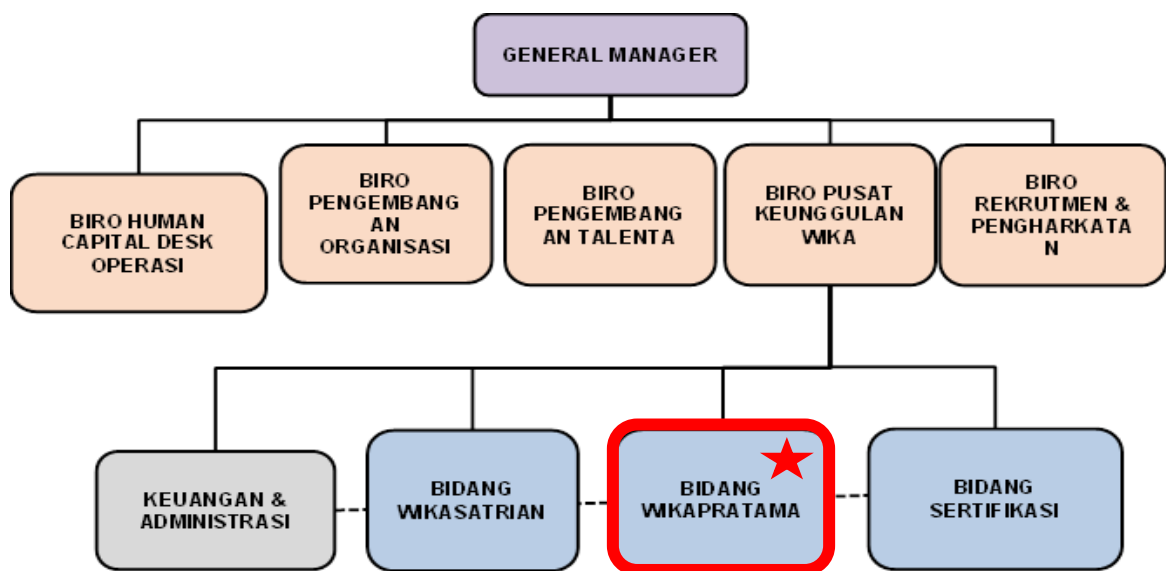 GENERAL MANAGER
BIRO HUMAN
CAPITAL DESK
OPERASI
BIRO
PENGEMBANG
AN
ORGANISASI
BIRO
PENGEMBANG
AN TALENTA
BIRO PUSAT
KEUNGGULAN
WIKA
BIRO
REKRUTMEN &
PENGHARKATA
N
KEUANGAN &
ADMINISTRASI
BIDANG
WIKASATRIAN
BIDANG
WIKAPRATAMA
BIDANG
SERTIFIKASI